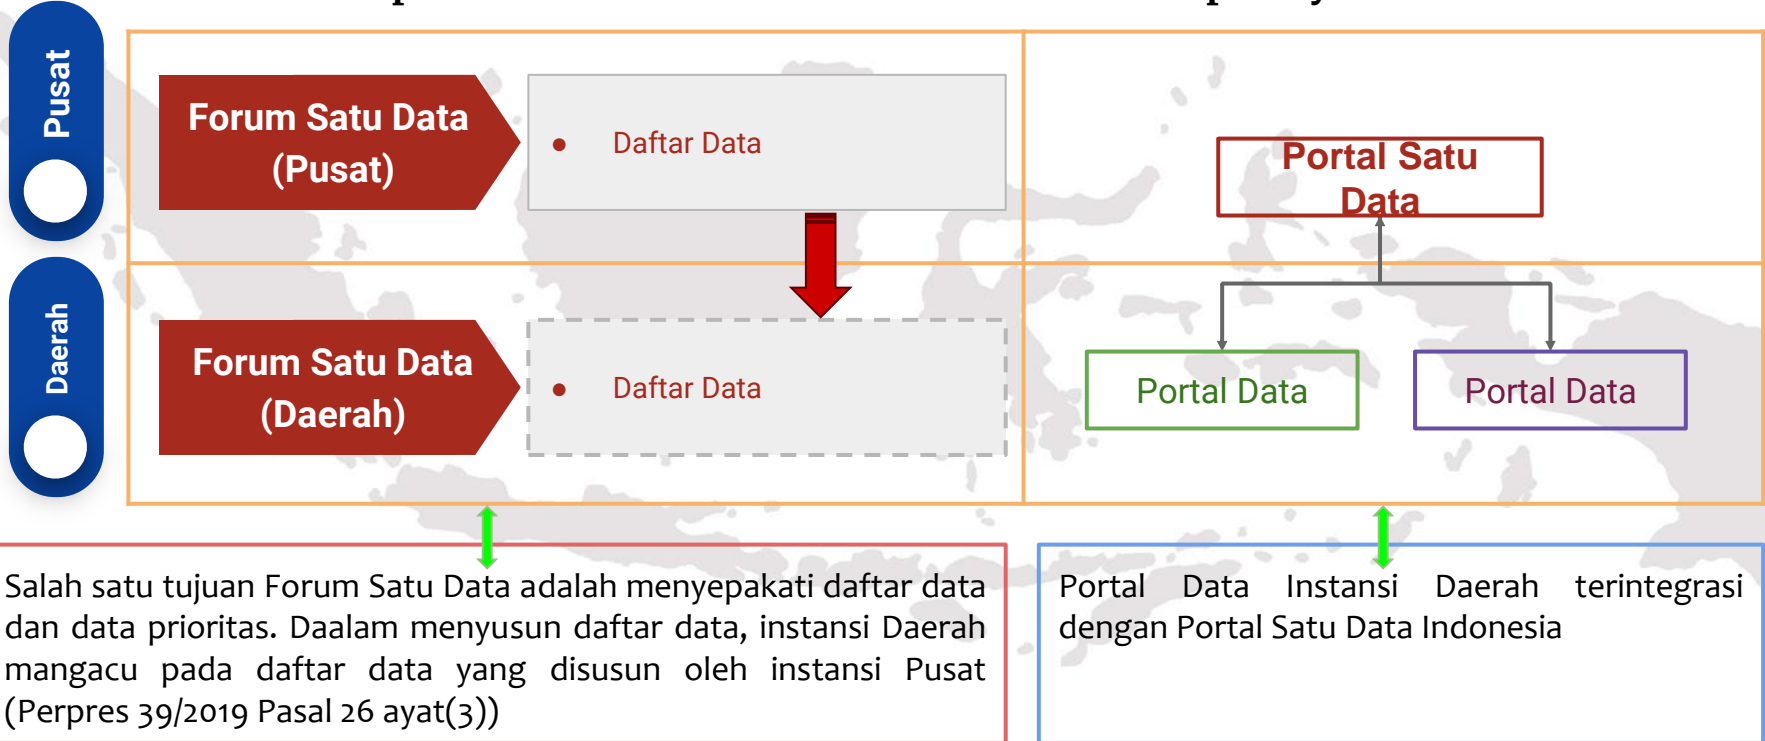 Pusat
Forum Satu Data
(Pusat)
● Daftar Data
Portal Satu
Data
Daerah
Forum Satu Data
(Daerah)
● Daftar Data
Portal Data
Portal Data
Salah satu tujuan Forum Satu Data adalah menyepakati daftar data
dan data prioritas. Daalam menyusun daftar data, instansi Daerah
mangacu pada daftar data yang disusun oleh instansi Pusat
(Perpres 39/2019 Pasal 26 ayat(3))
Portal Data Instansi Daerah terintegrasi
dengan Portal Satu Data Indonesia